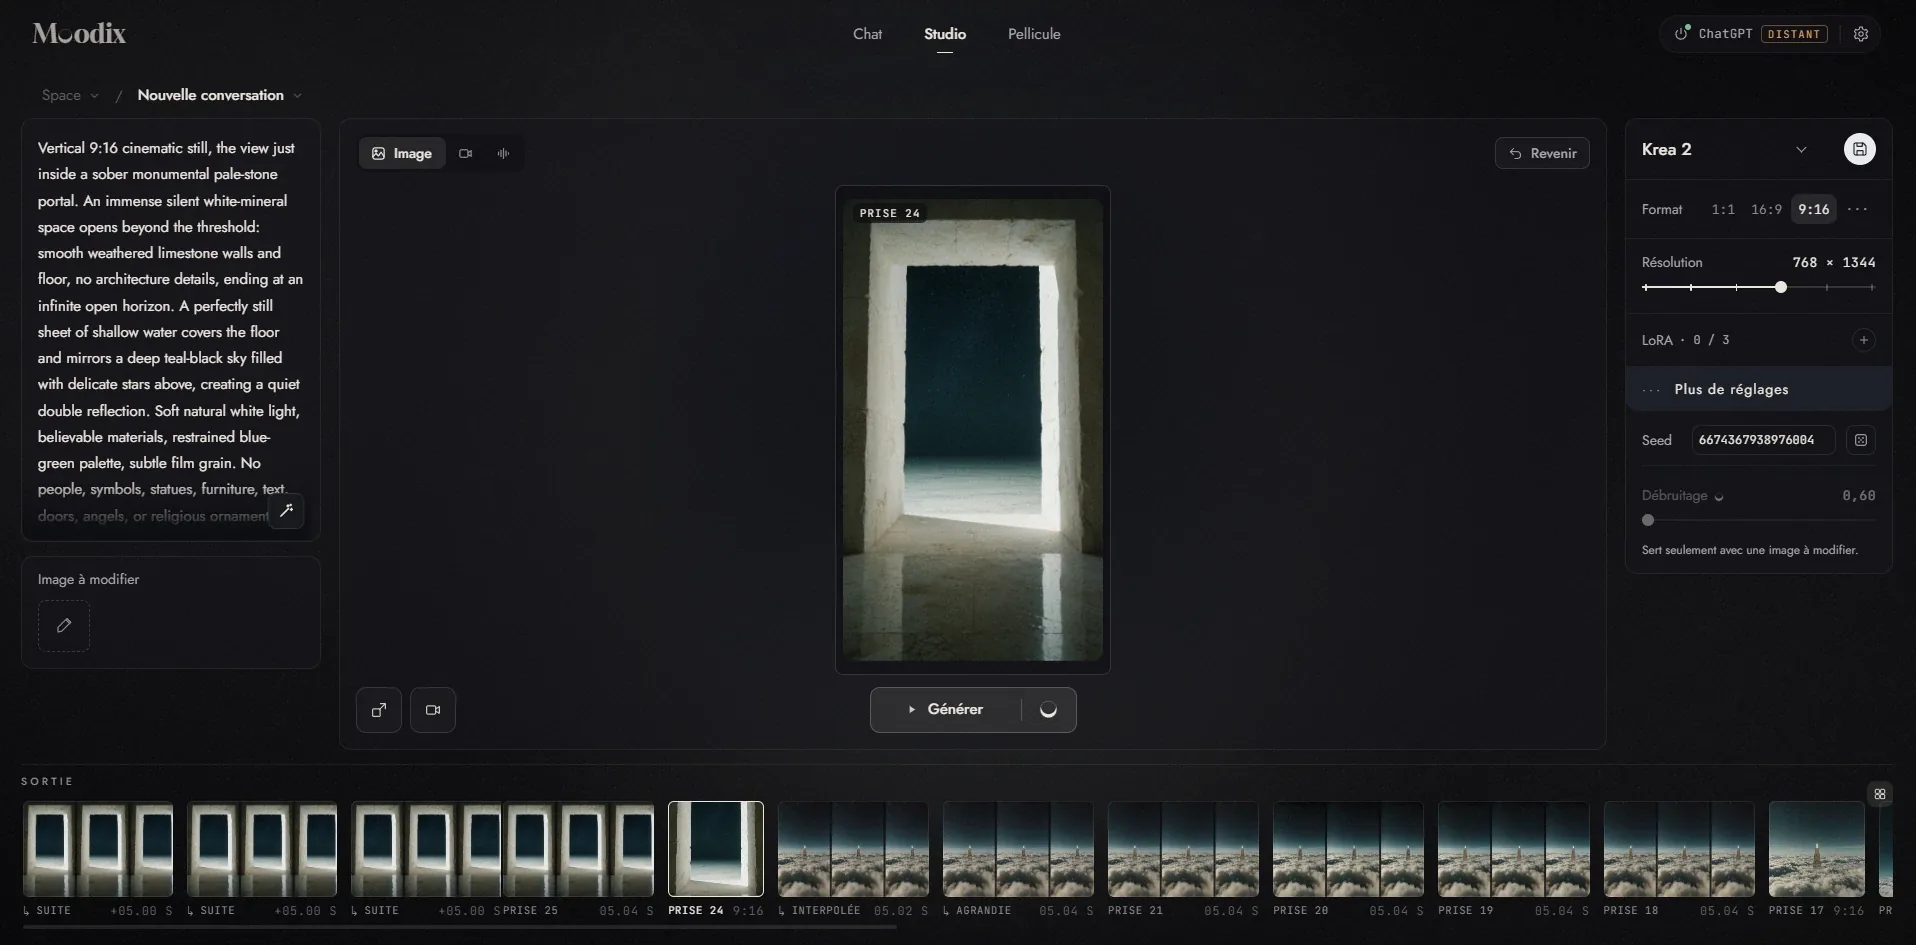 Moodix
Chat
Studio
Pellicule
ChatGPT
DISTANT
Space / Nouvelle conversation
Vertical 9:16 cinematic still, the view just
inside a sober monumental pale-stone
portal. An immense silent white-mineral
space opens beyond the threshold:
smooth weathered limestone walls and
floor, no architecture details, ending at an
infinite open horizon. A perfectly still
sheet of shallow water covers the floor
and mirrors a deep teal-black sky filled
with delicate stars above, creating a quiet
double reflection. Soft natural white light,
believable materials, restrained blue-
green palette, subtle film grain. No
people, symbols, statues, furniture, text,
doors, angels, or religious ornament
Image à modifier
Image
Revenir
PRISE 24
Générer
Krea 2
Format 1:1 16:9 9:16 ···
Résolution 768 × 1344
LoRA · 0 / 3
··· Plus de réglages
Seed 6674367938976004
Débruitage 0,60
Sert seulement avec une image à modifier.
SORTIE
↳ SUITE +05.00 S
↳ SUITE +05.00 S
↳ SUITE +05.00 S
PRISE 25 05.04 S
PRISE 24 9:16
↳ INTERPOLÉE 05.02 S
↳ AGRANDIE 05.04 S
PRISE 21 05.04 S
PRISE 20 05.04 S
PRISE 19 05.04 S
PRISE 18 05.04 S
PRISE 17 9:16
PR